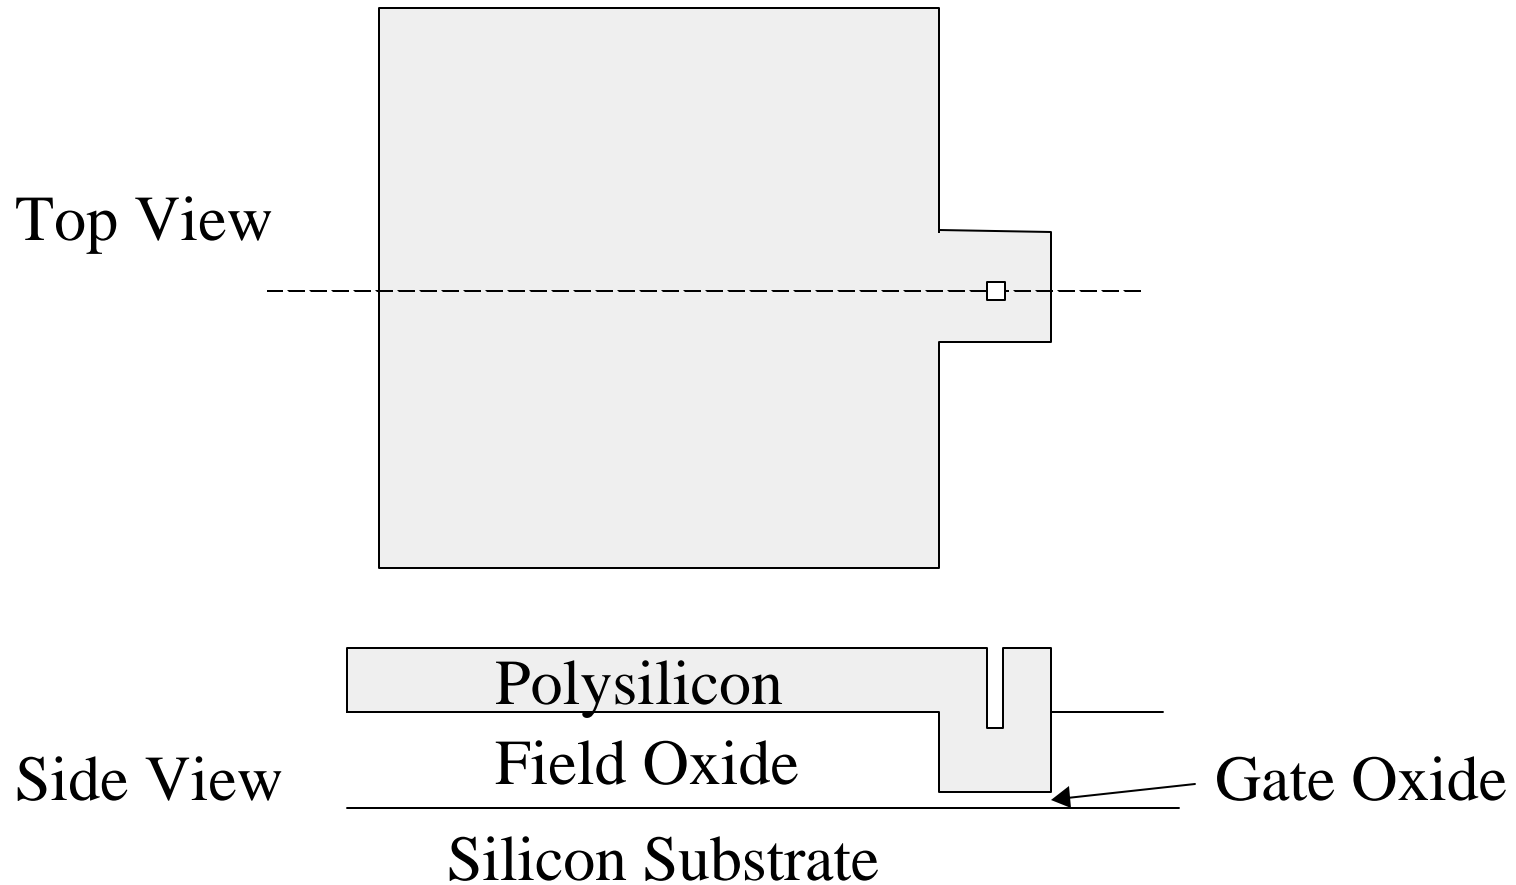 Top View
Polysilicon
Field Oxide
Side View
Gate Oxide
Silicon Substrate